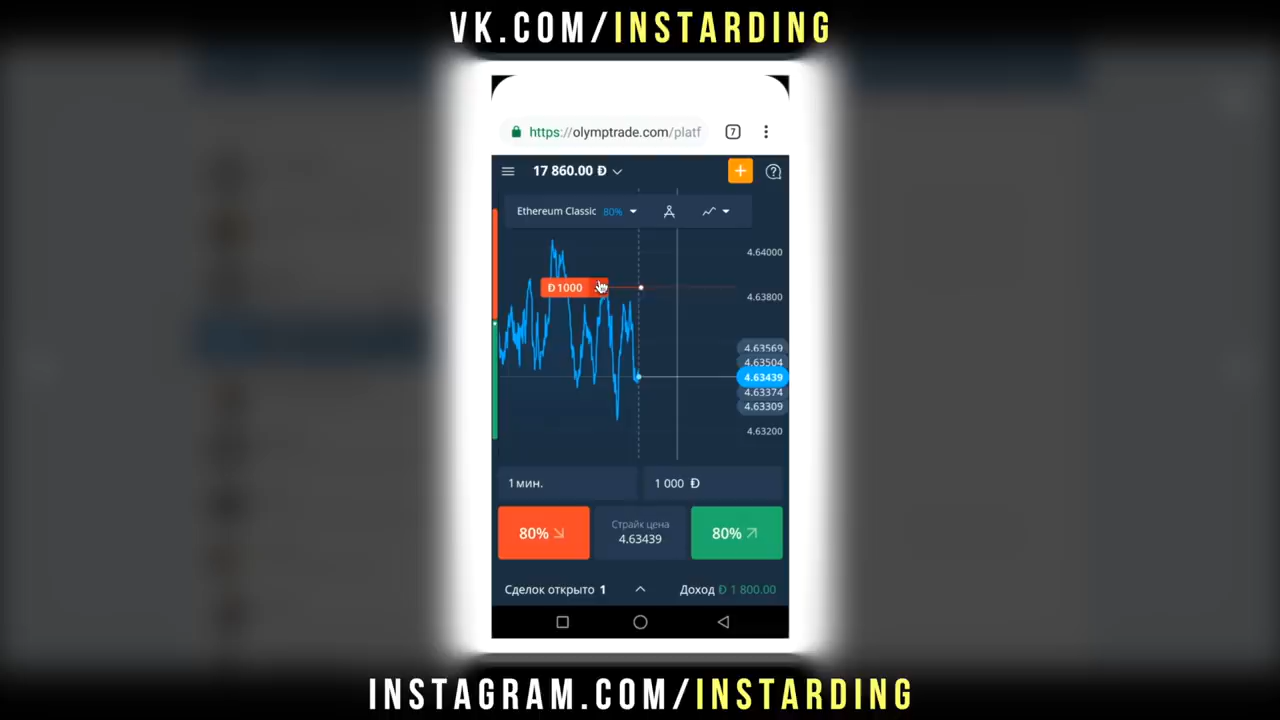 VK.COM/INSTARDING
https://olymptrade.com/platf
7
17 860.00 Đ
+
?
Ethereum Classic 80%
4.64000
Đ1000
4.63800
4.63569
4.63504
4.63439
4.63374
4.63309
4.63200
1 мин.
1 000 Đ
80%
Страйк цена
4.63439
80%
Сделок открыто 1
Доход Đ 1 800.00
INSTAGRAM.COM/INSTARDING